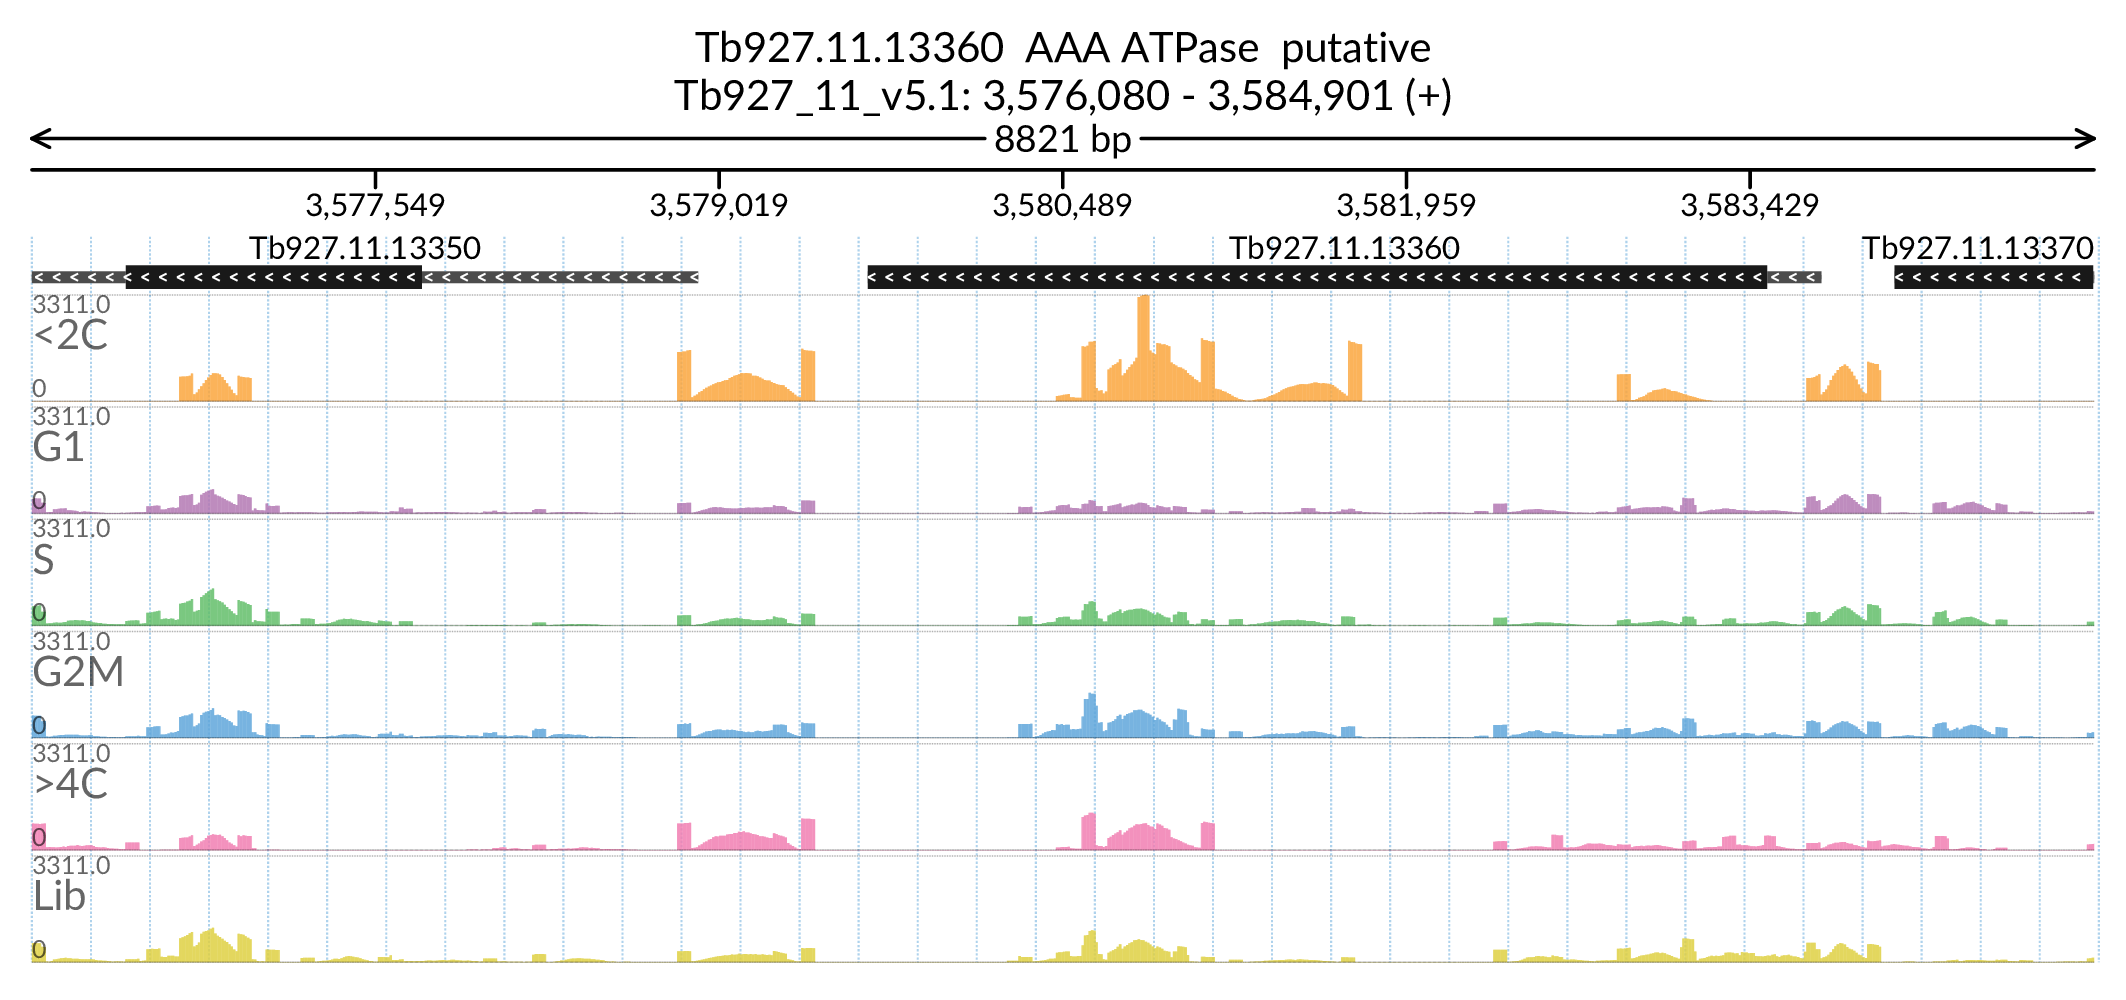 Tb927.11.13360  AAA ATPase  putative
Tb927_11_v5.1: 3,576,080 - 3,584,901 (+)
8821 bp
3,577,549 3,579,019 3,580,489 3,581,959 3,583,429
Tb927.11.13350 Tb927.11.13360 Tb927.11.13370
3311.0
<2C
0
3311.0
G1
0
3311.0
S
0
3311.0
G2M
0
3311.0
>4C
0
3311.0
Lib
0